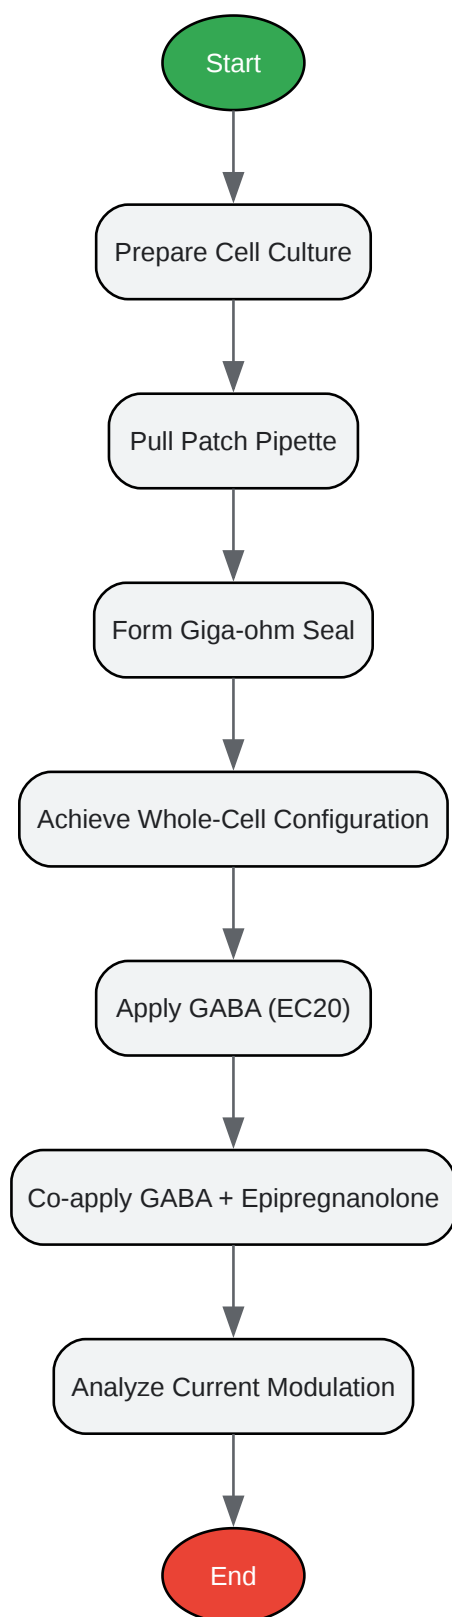 Start
Prepare Cell Culture
Pull Patch Pipette
Form Giga-ohm Seal
Achieve Whole-Cell Configuration
Apply GABA (EC20)
Co-apply GABA + Epipregnanolone
Analyze Current Modulation
End